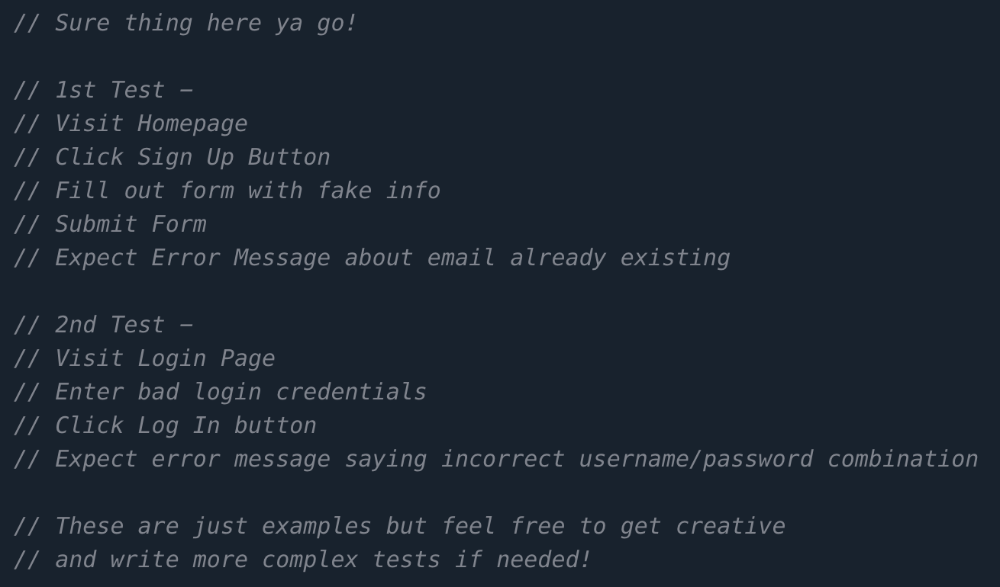 // Sure thing here ya go!
// 1st Test –
// Visit Homepage
// Click Sign Up Button
// Fill out form with fake info
// Submit Form
// Expect Error Message about email already existing
// 2nd Test –
// Visit Login Page
// Enter bad login credentials
// Click Log In button
// Expect error message saying incorrect username/password combination
// These are just examples but feel free to get creative
// and write more complex tests if needed!